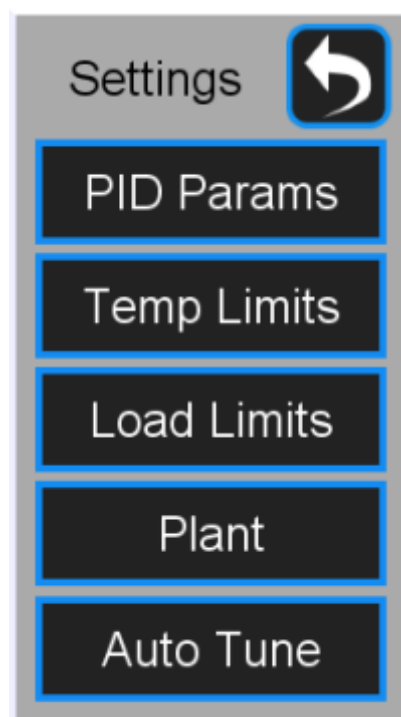 Settings
PID Params
Temp Limits
Load Limits
Plant
Auto Tune